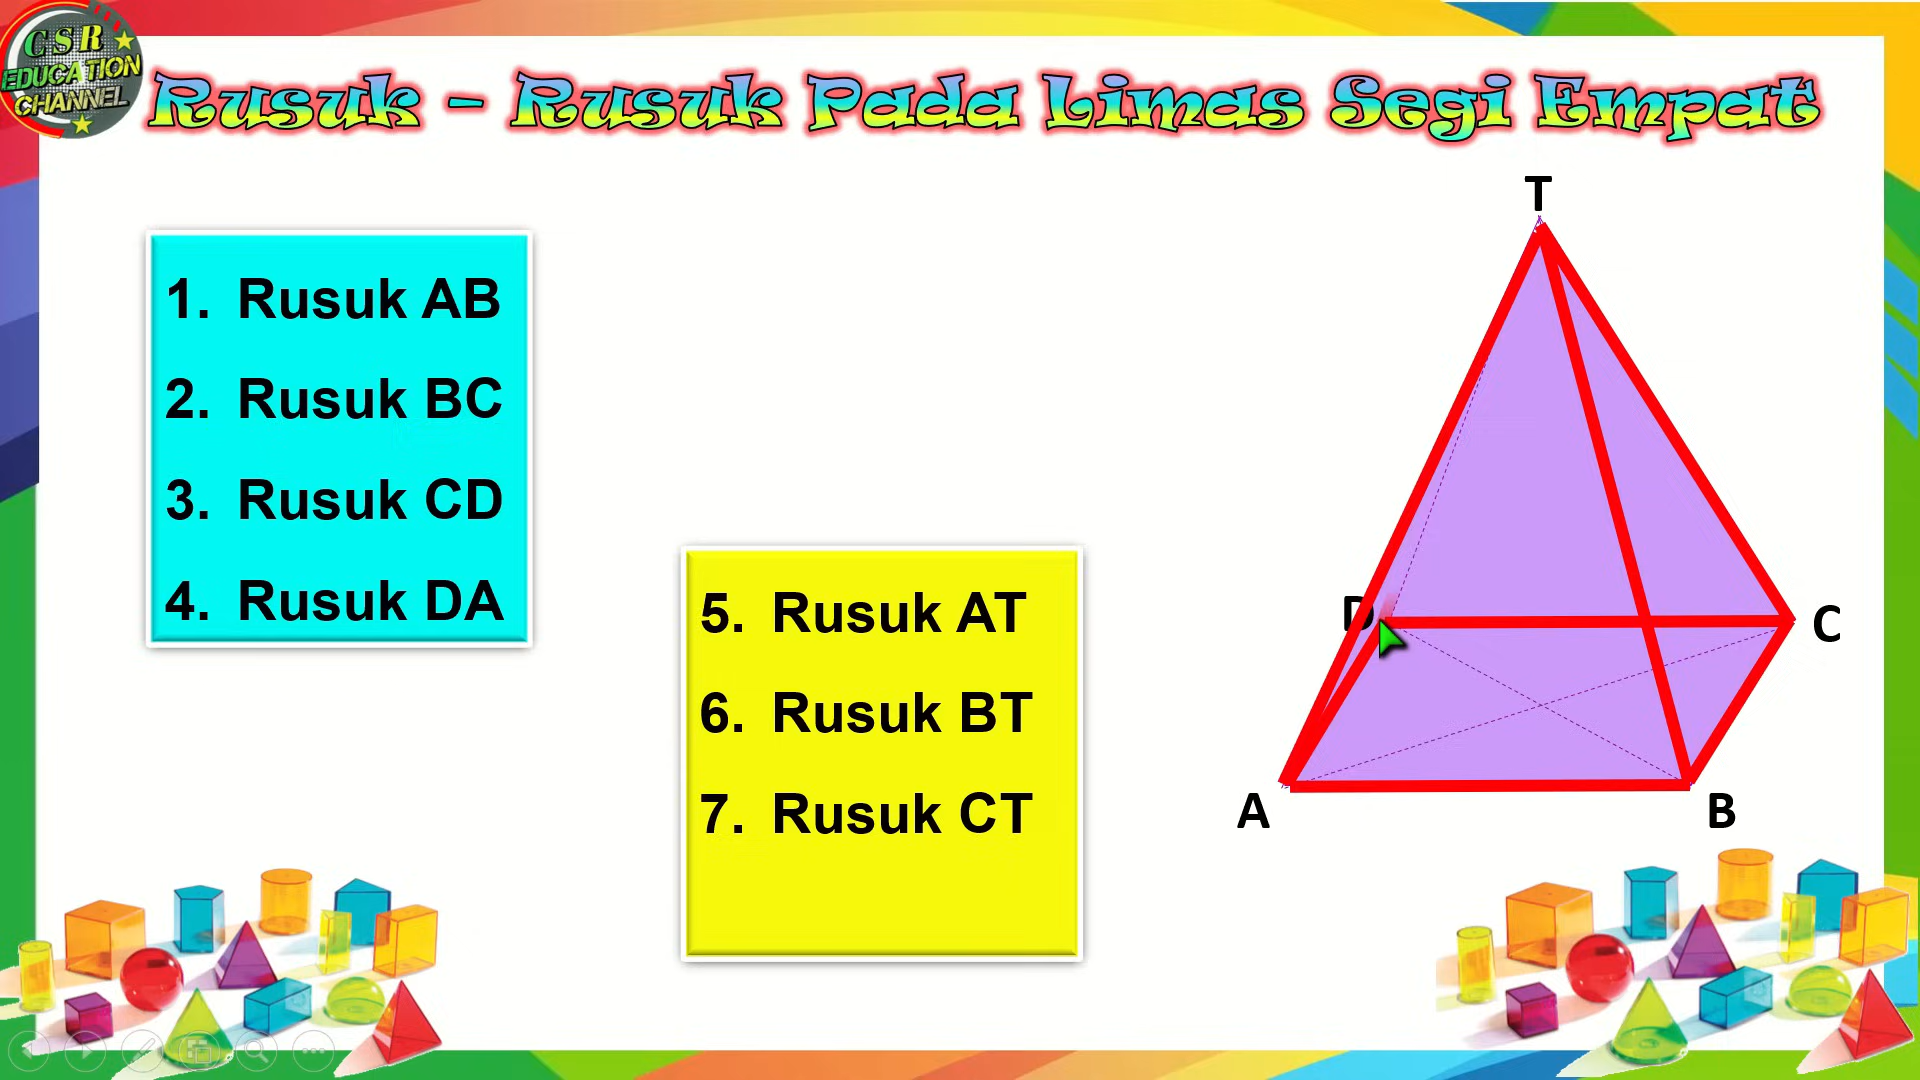 CSR
EDUCATION
CHANNEL
Rusuk - Rusuk Pada Limas Segi Empat
1. Rusuk AB
2. Rusuk BC
3. Rusuk CD
4. Rusuk DA
5. Rusuk AT
6. Rusuk BT
7. Rusuk CT
T
D
C
A
B